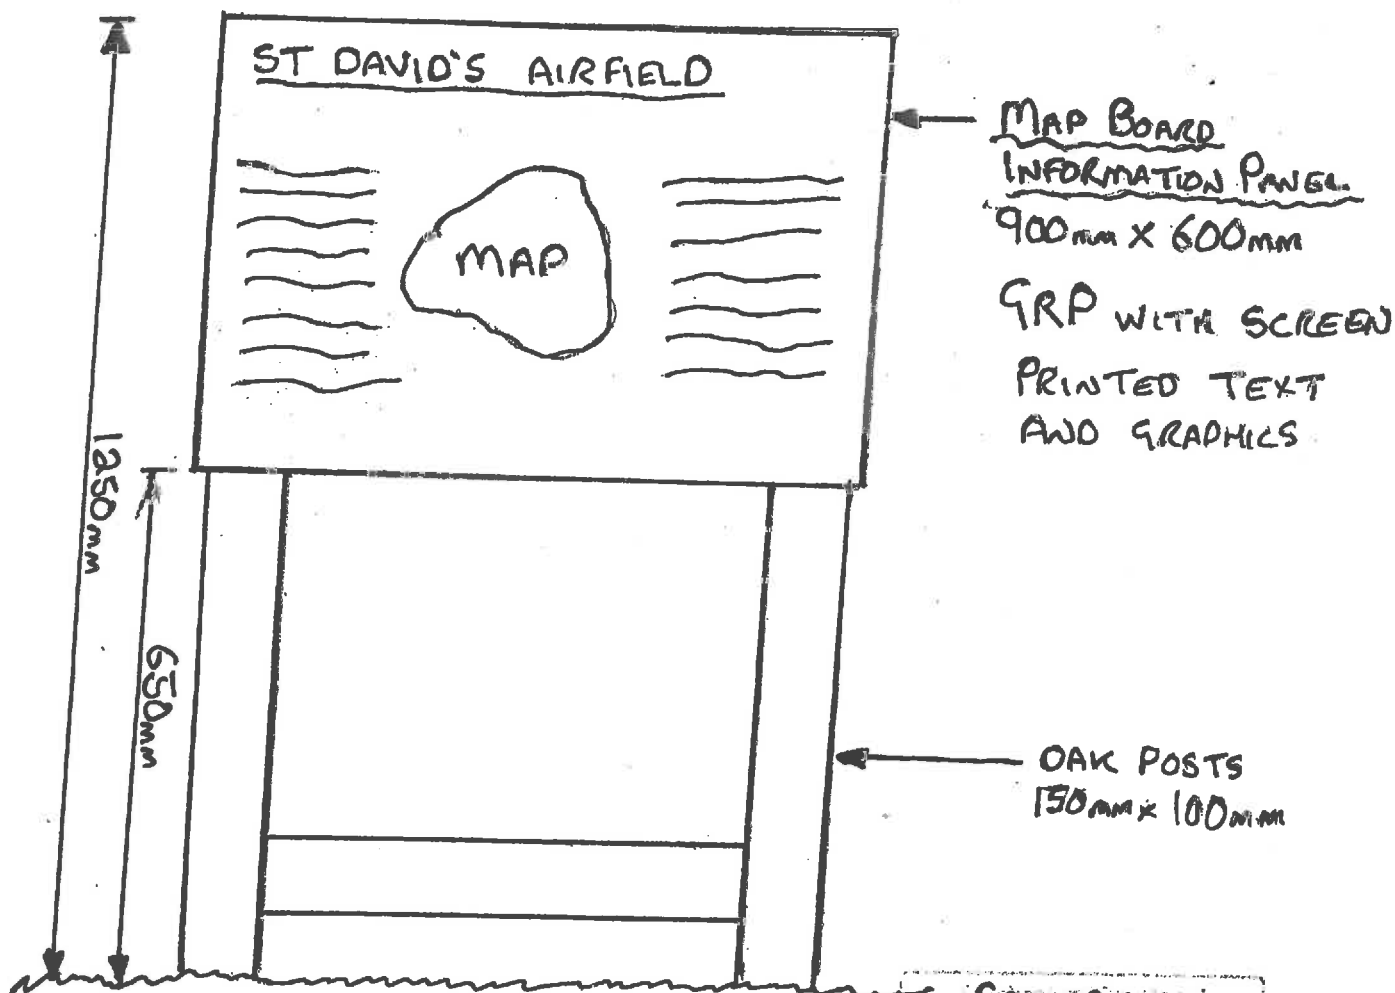 ST DAVID'S AIRFIELD
MAP
MAP BOARD
INFORMATION PANEL
900mm X 600mm
GRP WITH SCREEN
PRINTED TEXT
AND GRAPHICS
1250mm
650mm
OAK POSTS
150mm x 100mm